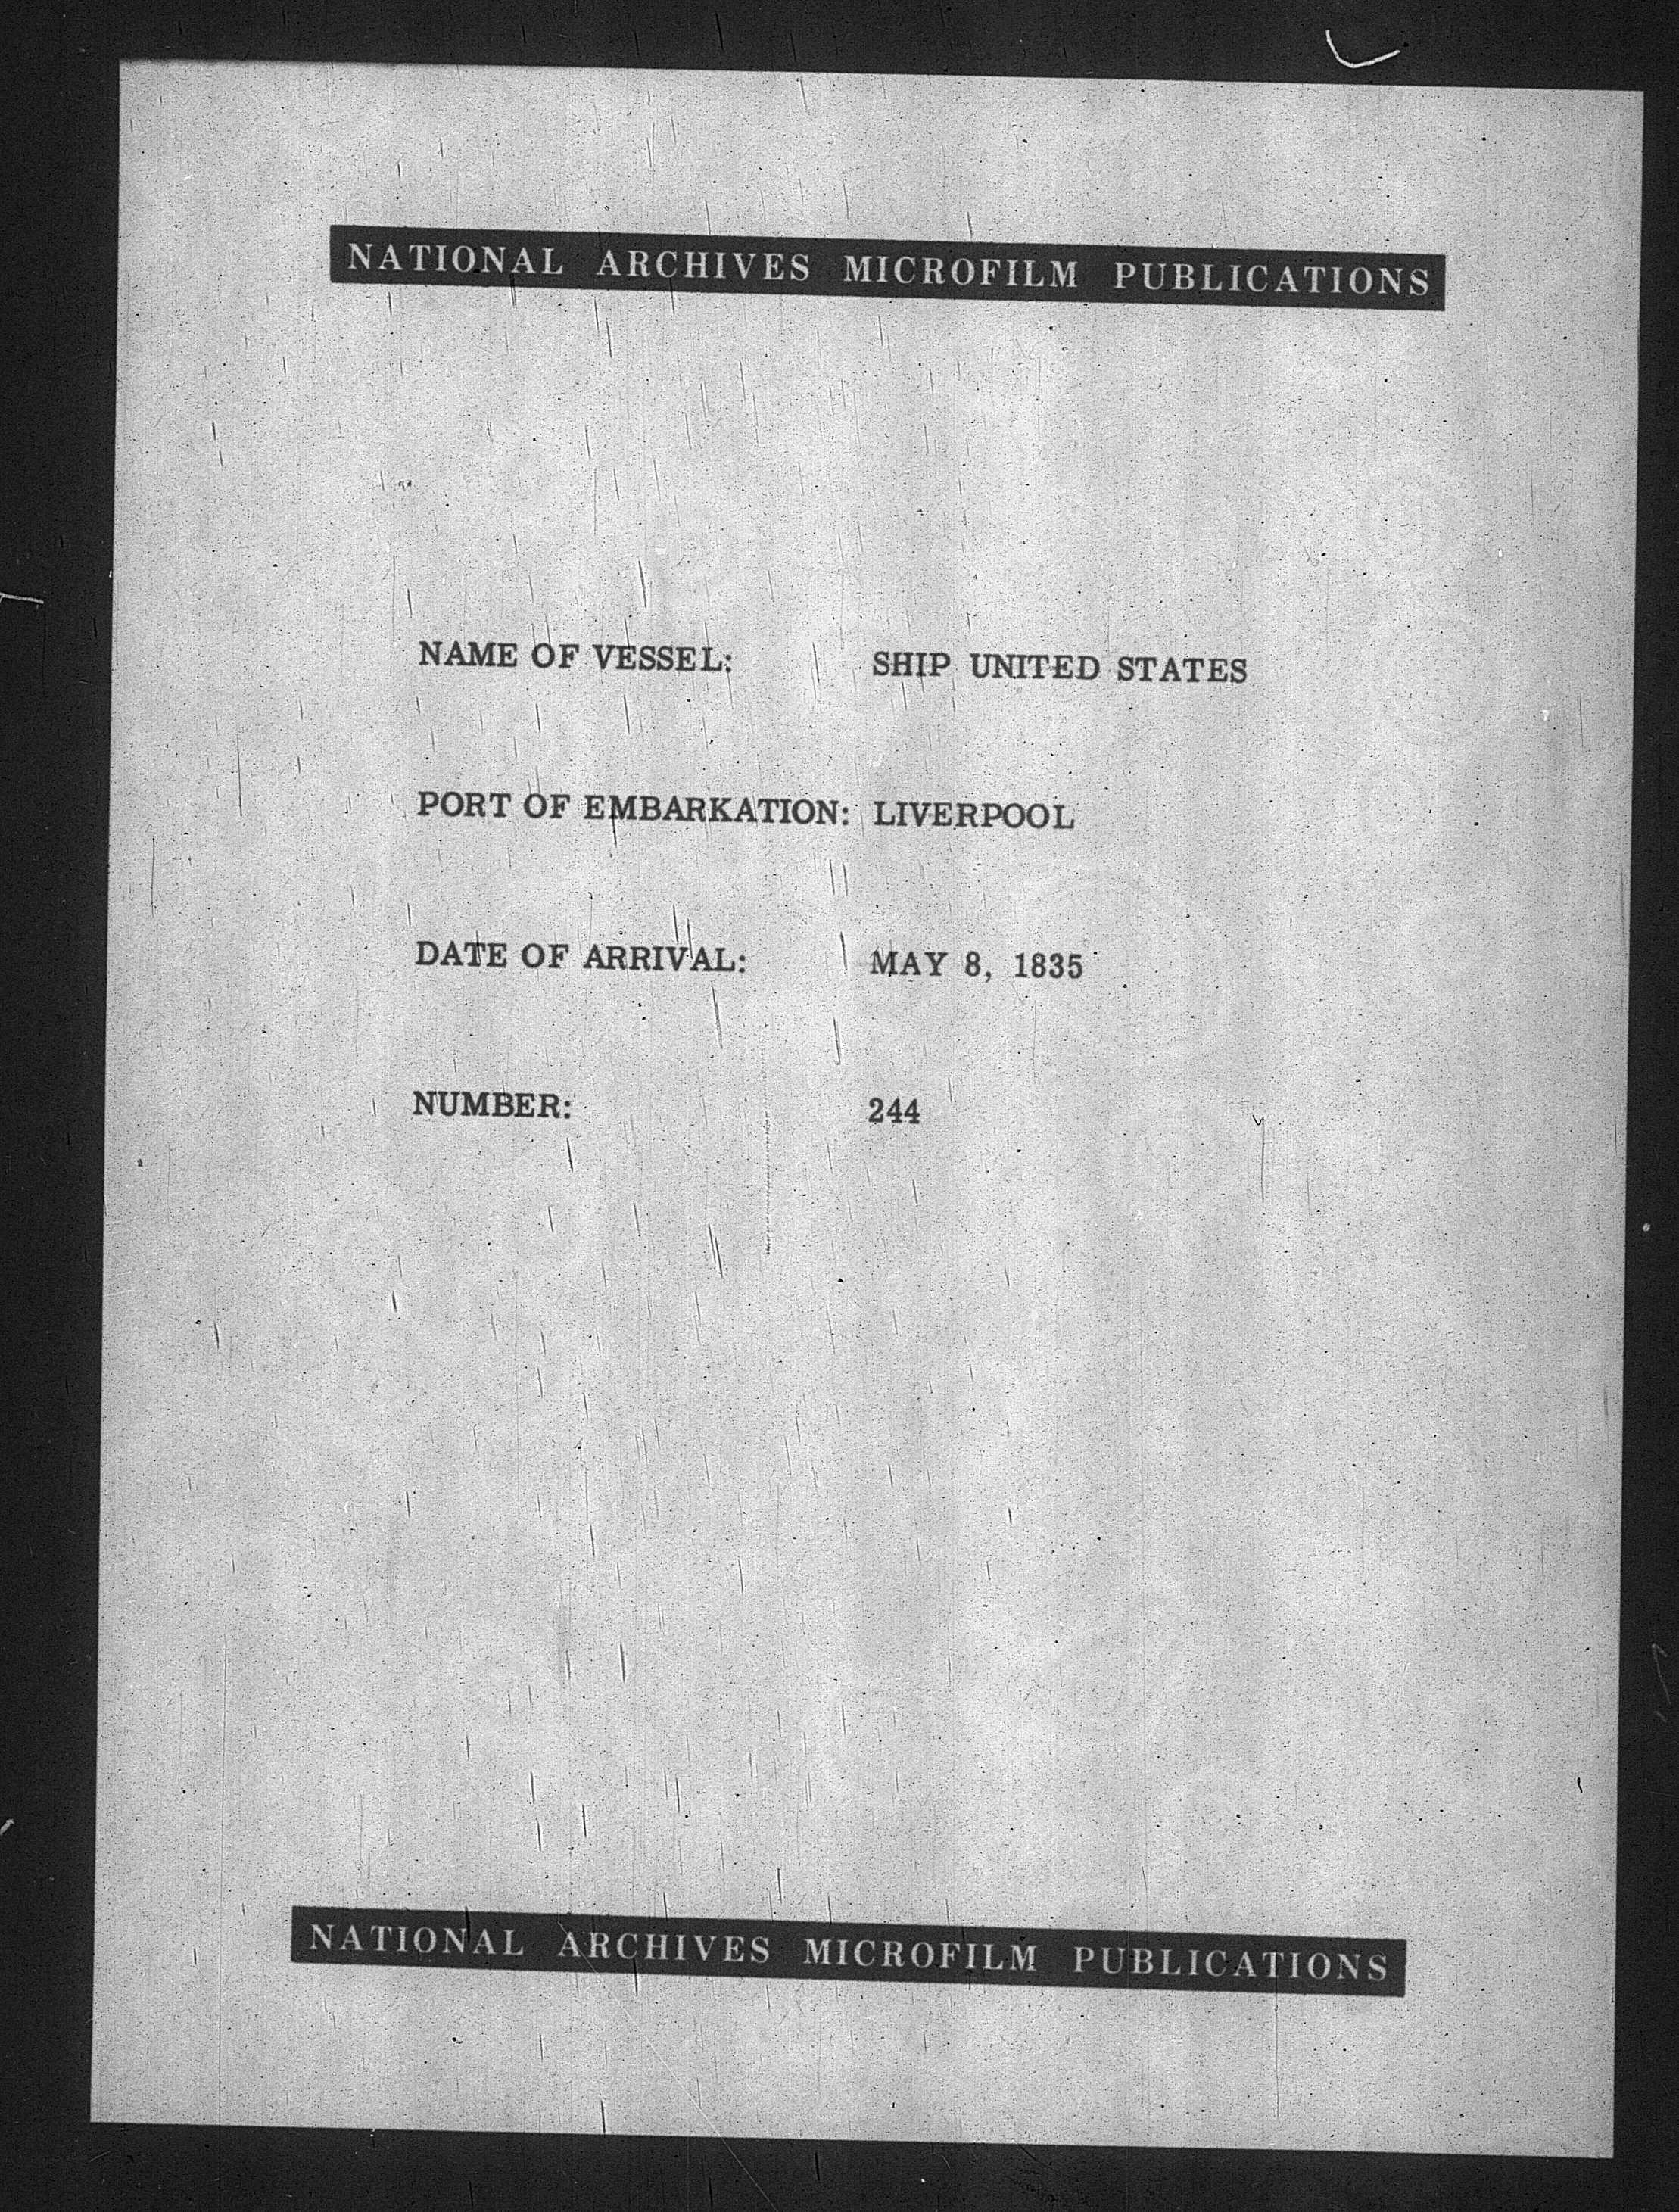 NATIONAL ARCHIVES MICROFILM PUBLICATIONS
NAME OF VESSEL: SHIP UNITED STATES
PORT OF EMBARKATION: LIVERPOOL
DATE OF ARRIVAL: MAY 8, 1835
NUMBER: 244
NATIONAL ARCHIVES MICROFILM PUBLICATIONS